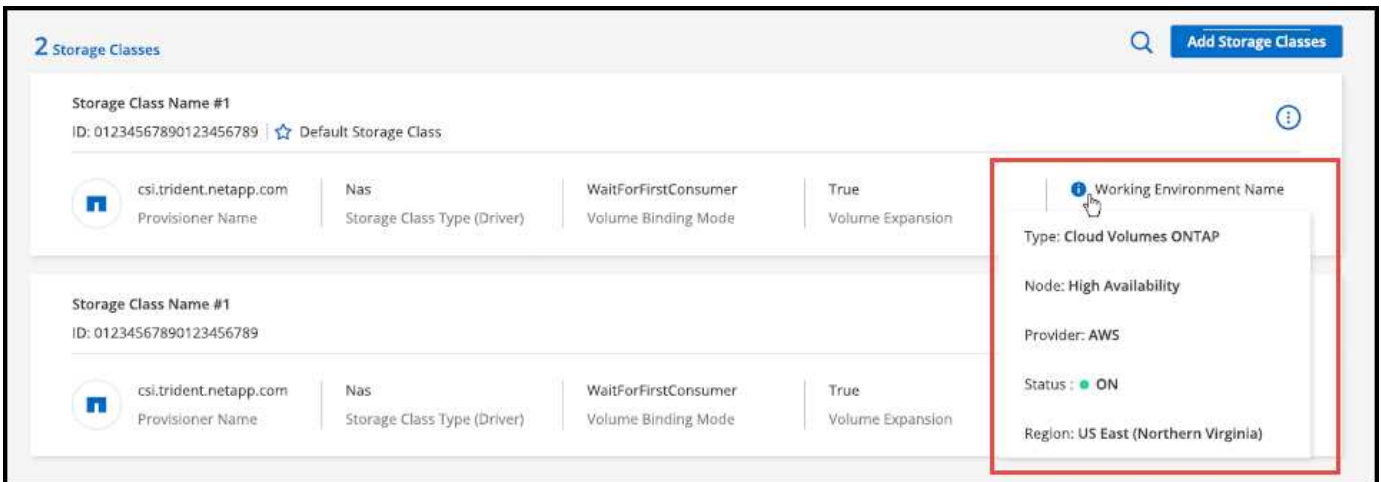 2 Storage Classes
Add Storage Classes
Storage Class Name #1
ID: 01234567890123456789 | Default Storage Class
csi.trident.netapp.com Nas WaitForFirstConsumer True Working Environment Name
Provisioner Name Storage Class Type (Driver) Volume Binding Mode Volume Expansion
Type: Cloud Volumes ONTAP
Node: High Availability
Provider: AWS
Status : ON
Region: US East (Northern Virginia)
Storage Class Name #1
ID: 01234567890123456789
csi.trident.netapp.com Nas WaitForFirstConsumer True
Provisioner Name Storage Class Type (Driver) Volume Binding Mode Volume Expansion